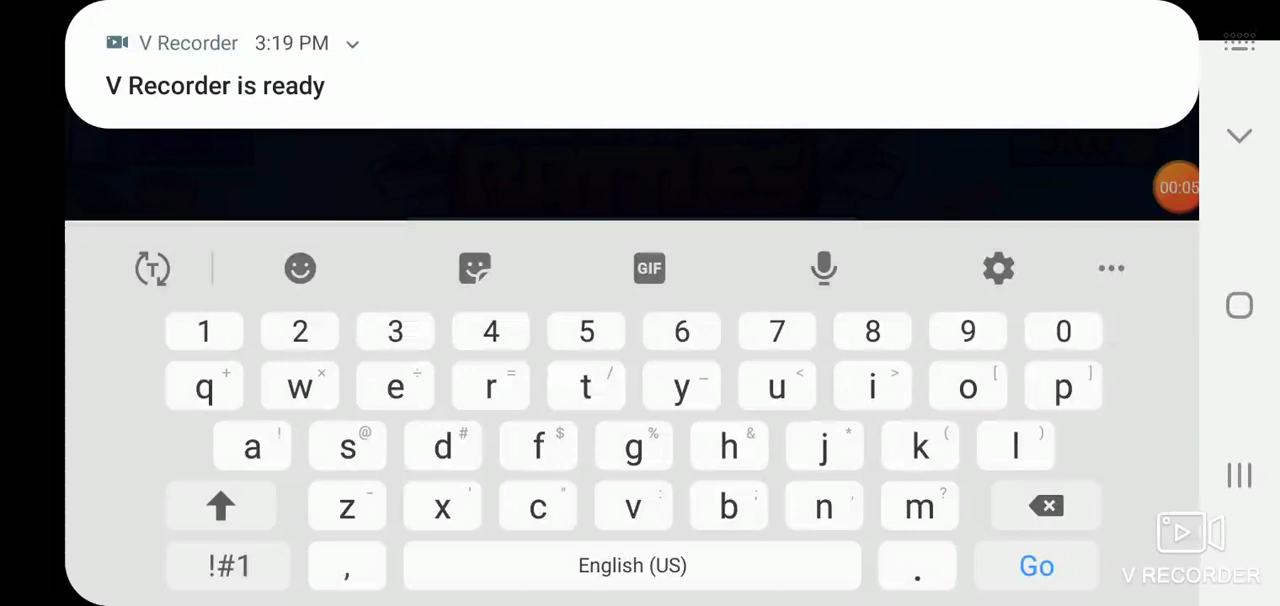 V Recorder 3:19 PM
V Recorder is ready
BATTLES
00:05
T GIF
1 2 3 4 5 6 7 8 9 0
q + w × e ÷ r = t / y _ u < i > o [ p ]
a ! s @ d # f $ g % h & j * k ( l )
z - x ' c " v : b ; n , m ?
!#1 , English (US) . Go
V RECORDER